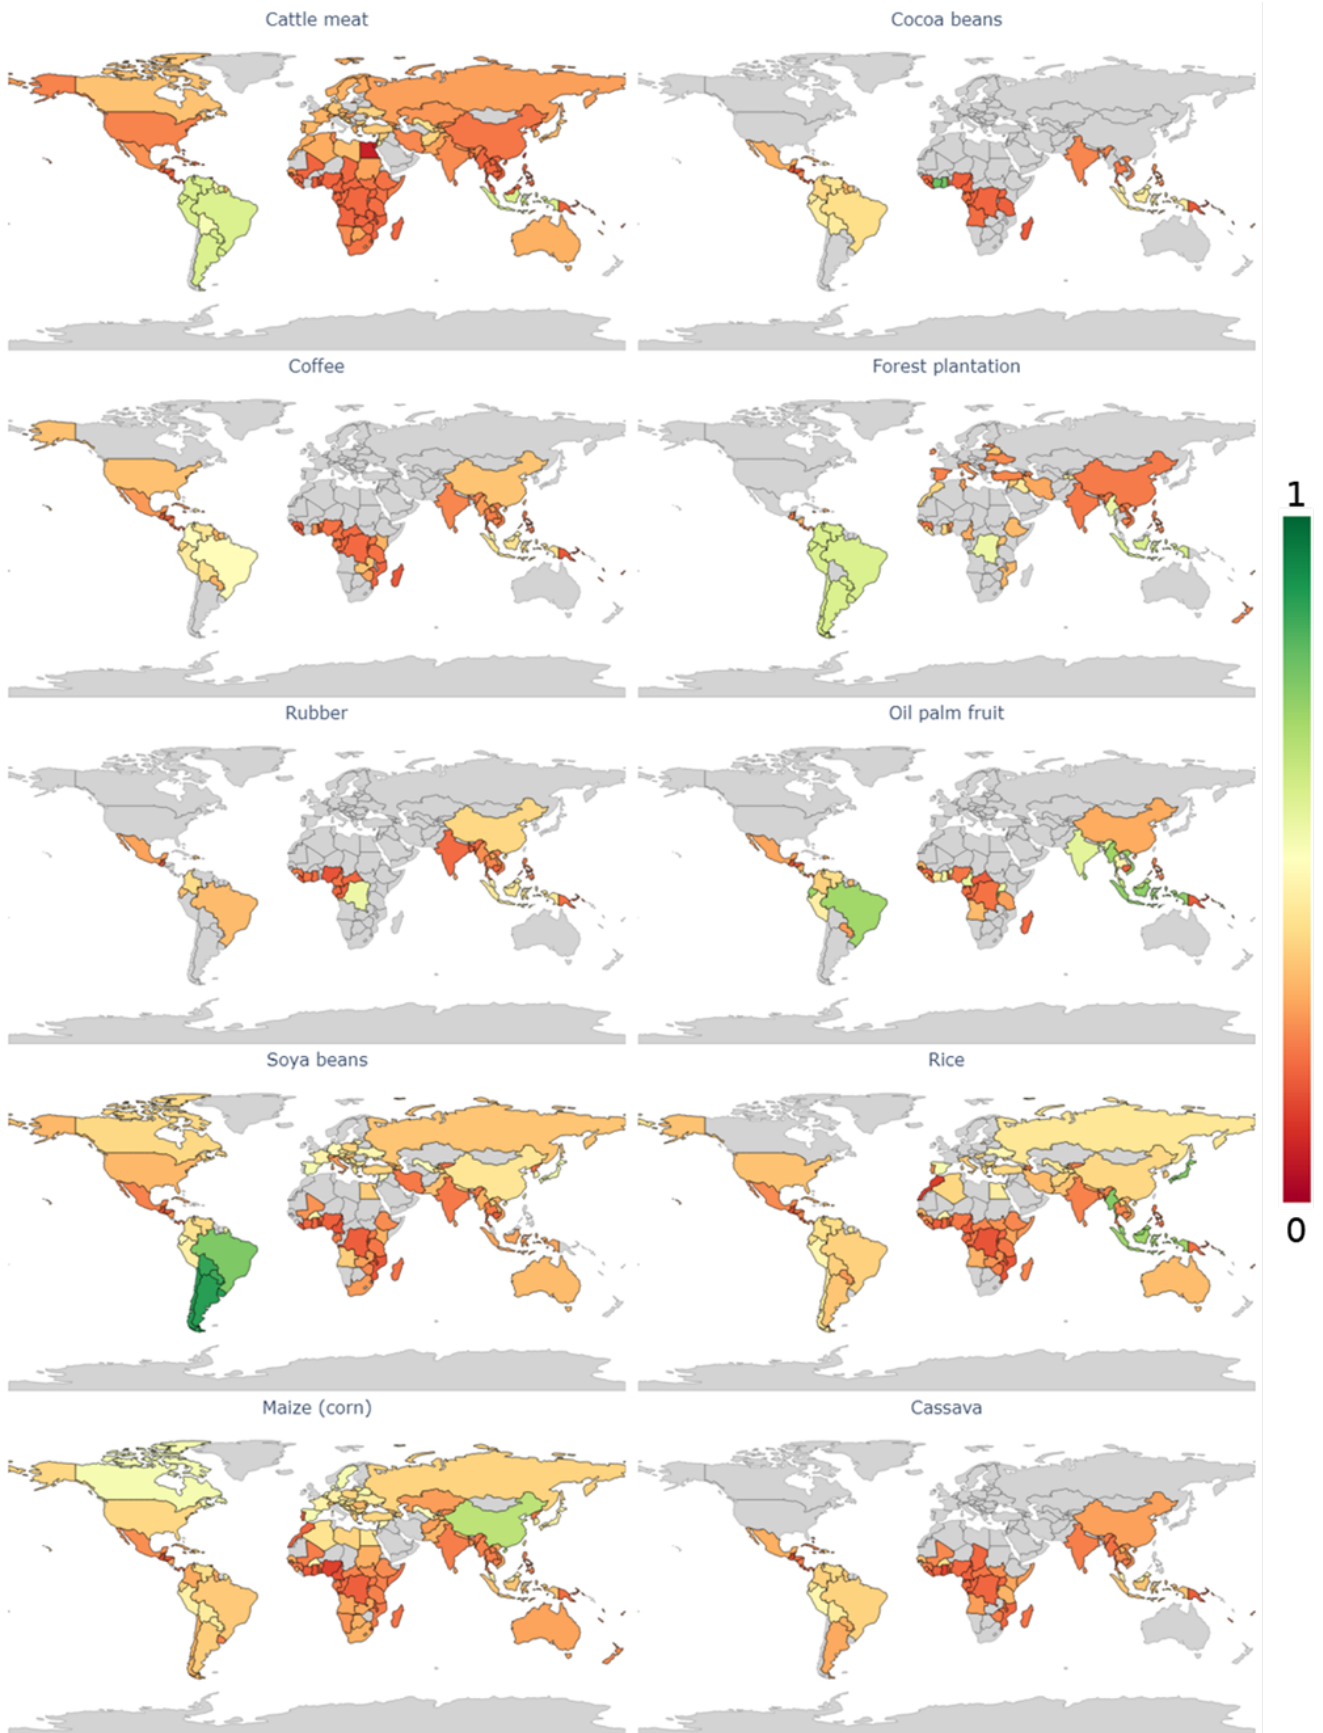 Cattle meat
Cocoa beans
Coffee
Forest plantation
Rubber
Oil palm fruit
Soya beans
Rice
Maize (corn)
Cassava
1
0